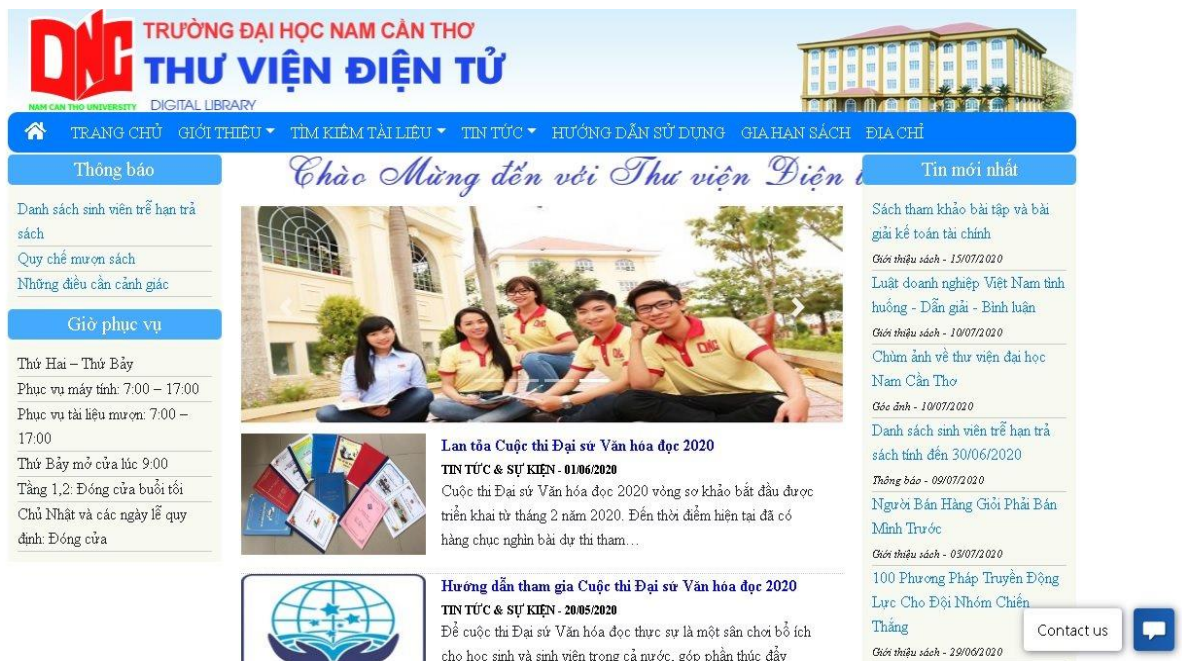 TRƯỜNG ĐẠI HỌC NAM CẦN THƠ
THƯ VIỆN ĐIỆN TỬ
DNC
NAM CAN THO UNIVERSITY
DIGITAL LIBRARY
TRANG CHỦ GIỚI THIỆU TÌM KIẾM TÀI LIỆU TIN TỨC HƯỚNG DẪN SỬ DỤNG GIA HẠN SÁCH ĐỊA CHỈ
Thông báo
Danh sách sinh viên trễ hạn trả
sách
Quy chế mượn sách
Những điều cần cảnh giác
Giờ phục vụ
Thứ Hai – Thứ Bảy
Phục vụ máy tính: 7:00 – 17:00
Phục vụ tài liệu mượn: 7:00 –
17:00
Thứ Bảy mở cửa lúc 9:00
Tầng 1,2: Đóng cửa buổi tối
Chủ Nhật và các ngày lễ quy
định: Đóng cửa
Chào Mừng đến với Thư viện Điện t
DNC
Lan tỏa Cuộc thi Đại sứ Văn hóa đọc 2020
TIN TỨC & SỰ KIỆN - 01/06/2020
Cuộc thi Đại sứ Văn hóa đọc 2020 vòng sơ khảo bắt đầu được
triển khai từ tháng 2 năm 2020. Đến thời điểm hiện tại đã có
hàng chục nghìn bài dự thi tham…
Hướng dẫn tham gia Cuộc thi Đại sứ Văn hóa đọc 2020
TIN TỨC & SỰ KIỆN - 20/05/2020
Để cuộc thi Đại sứ Văn hóa đọc thực sự là một sân chơi bổ ích
cho học sinh và sinh viên trong cả nước, góp phần thúc đẩy
Tin mới nhất
Sách tham khảo bài tập và bài
giải kế toán tài chính
Giới thiệu sách - 15/07/2020
Luật doanh nghiệp Việt Nam tình
huống - Dẫn giải - Bình luận
Giới thiệu sách - 10/07/2020
Chùm ảnh về thư viện đại học
Nam Cần Thơ
Góc ảnh - 10/07/2020
Danh sách sinh viên trễ hạn trả
sách tính đến 30/06/2020
Thông báo - 09/07/2020
Người Bán Hàng Giỏi Phải Bán
Mình Trước
Giới thiệu sách - 03/07/2020
100 Phương Pháp Truyền Động
Lực Cho Đội Nhóm Chiến
Thắng
Giới thiệu sách - 29/06/2020
Contact us